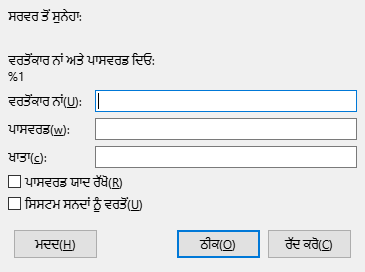 ਸਰਵਰ ਤੋਂ ਸੁਨੇਹਾ:
ਵਰਤੋਂਕਾਰ ਨਾਂ ਅਤੇ ਪਾਸਵਰਡ ਦਿਓ:
%1
ਵਰਤੋਂਕਾਰ ਨਾਂ(U):
ਪਾਸਵਰਡ(w):
ਖਾਤਾ(c):
ਪਾਸਵਰਡ ਯਾਦ ਰੱਖੋ(R)
ਸਿਸਟਮ ਸਨਦਾਂ ਨੂੰ ਵਰਤੋਂ(U)
ਮਦਦ(H) ਠੀਕ(O) ਰੱਦ ਕਰੋ(C)